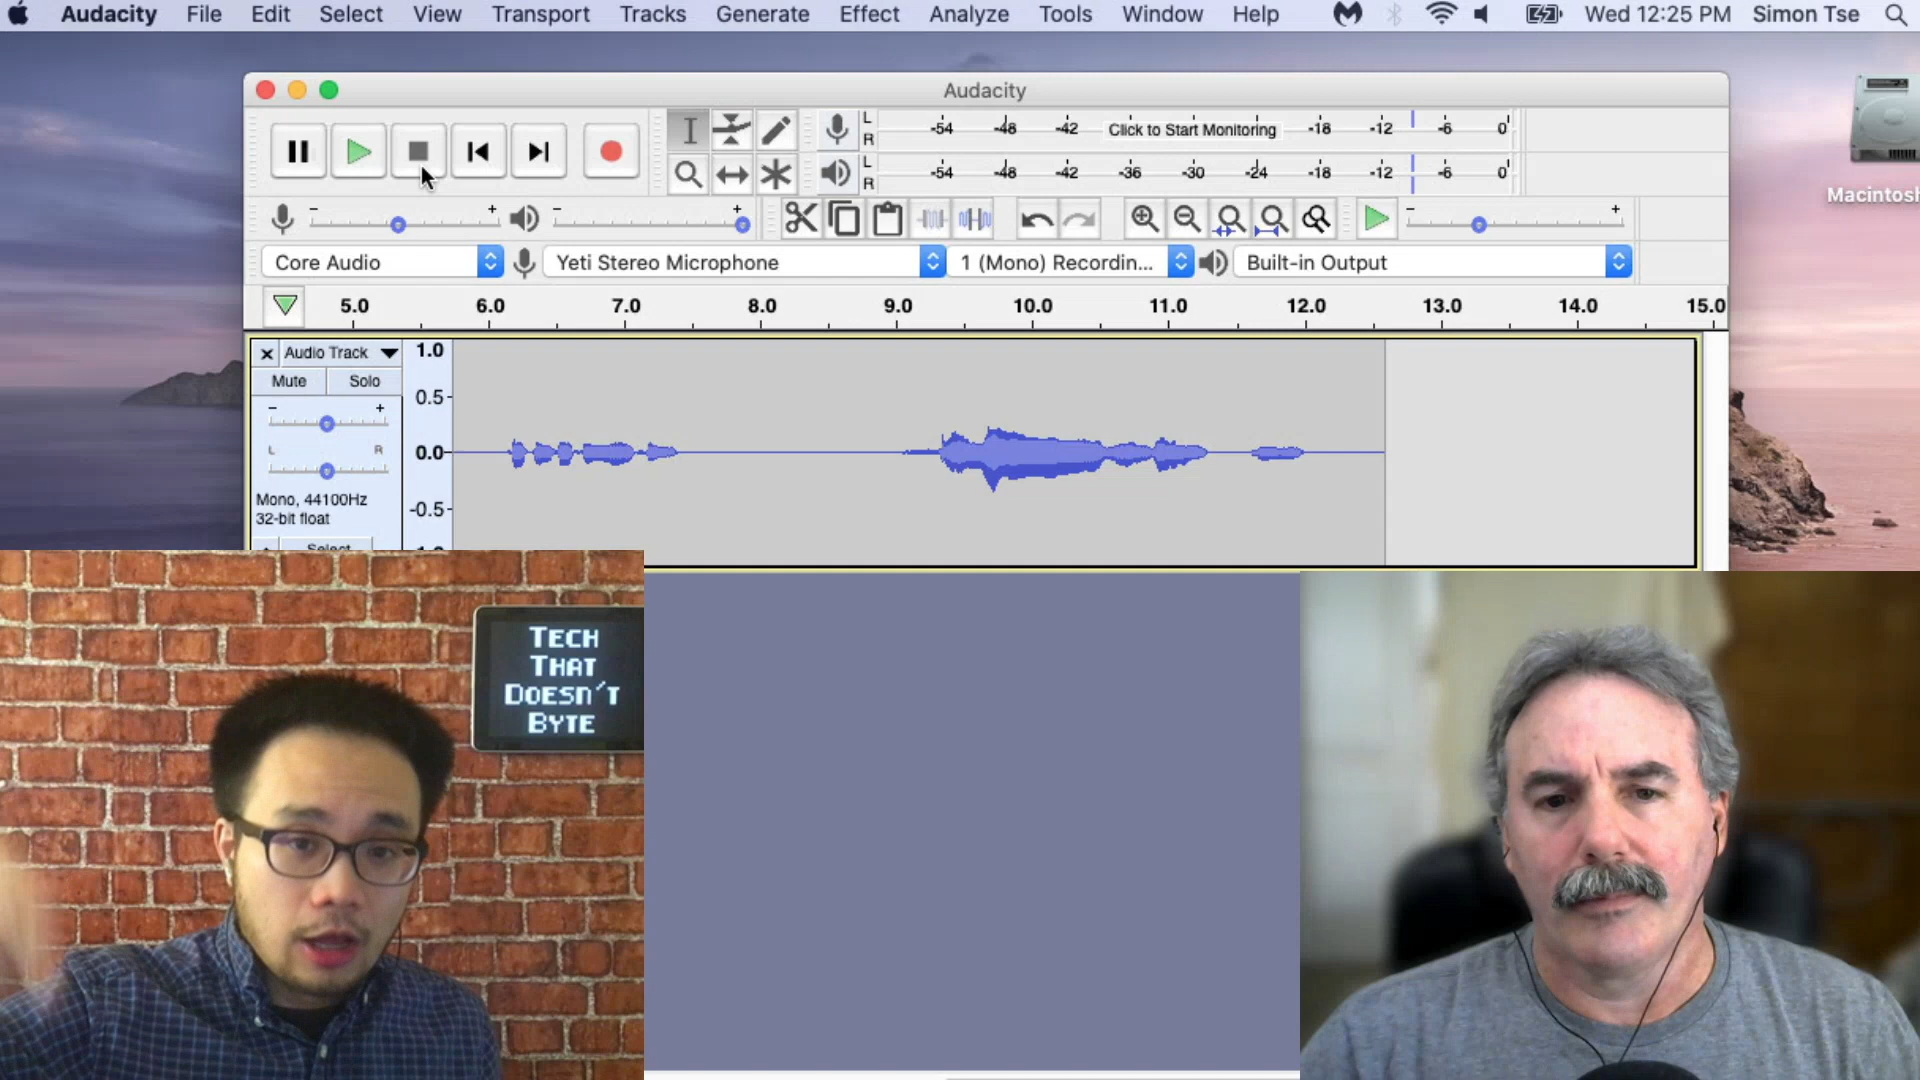 Audacity File Edit Select View Transport Tracks Generate Effect Analyze Tools Window Help Wed 12:25 PM Simon Tse
Audacity
L
R
-54 -48 -42 Click to Start Monitoring -18 -12 -6 0
L
R
-54 -48 -42 -36 -30 -24 -18 -12 -6 0
- + - + - +
Core Audio Yeti Stereo Microphone 1 (Mono) Recordin... Built-in Output
Macintosh
5.0 6.0 7.0 8.0 9.0 10.0 11.0 12.0 13.0 14.0 15.0
× Audio Track 1.0
Mute Solo
- + 0.5
L R 0.0
Mono, 44100Hz
32-bit float -0.5
Select
TECH
THAT
DOESN'T
BYTE